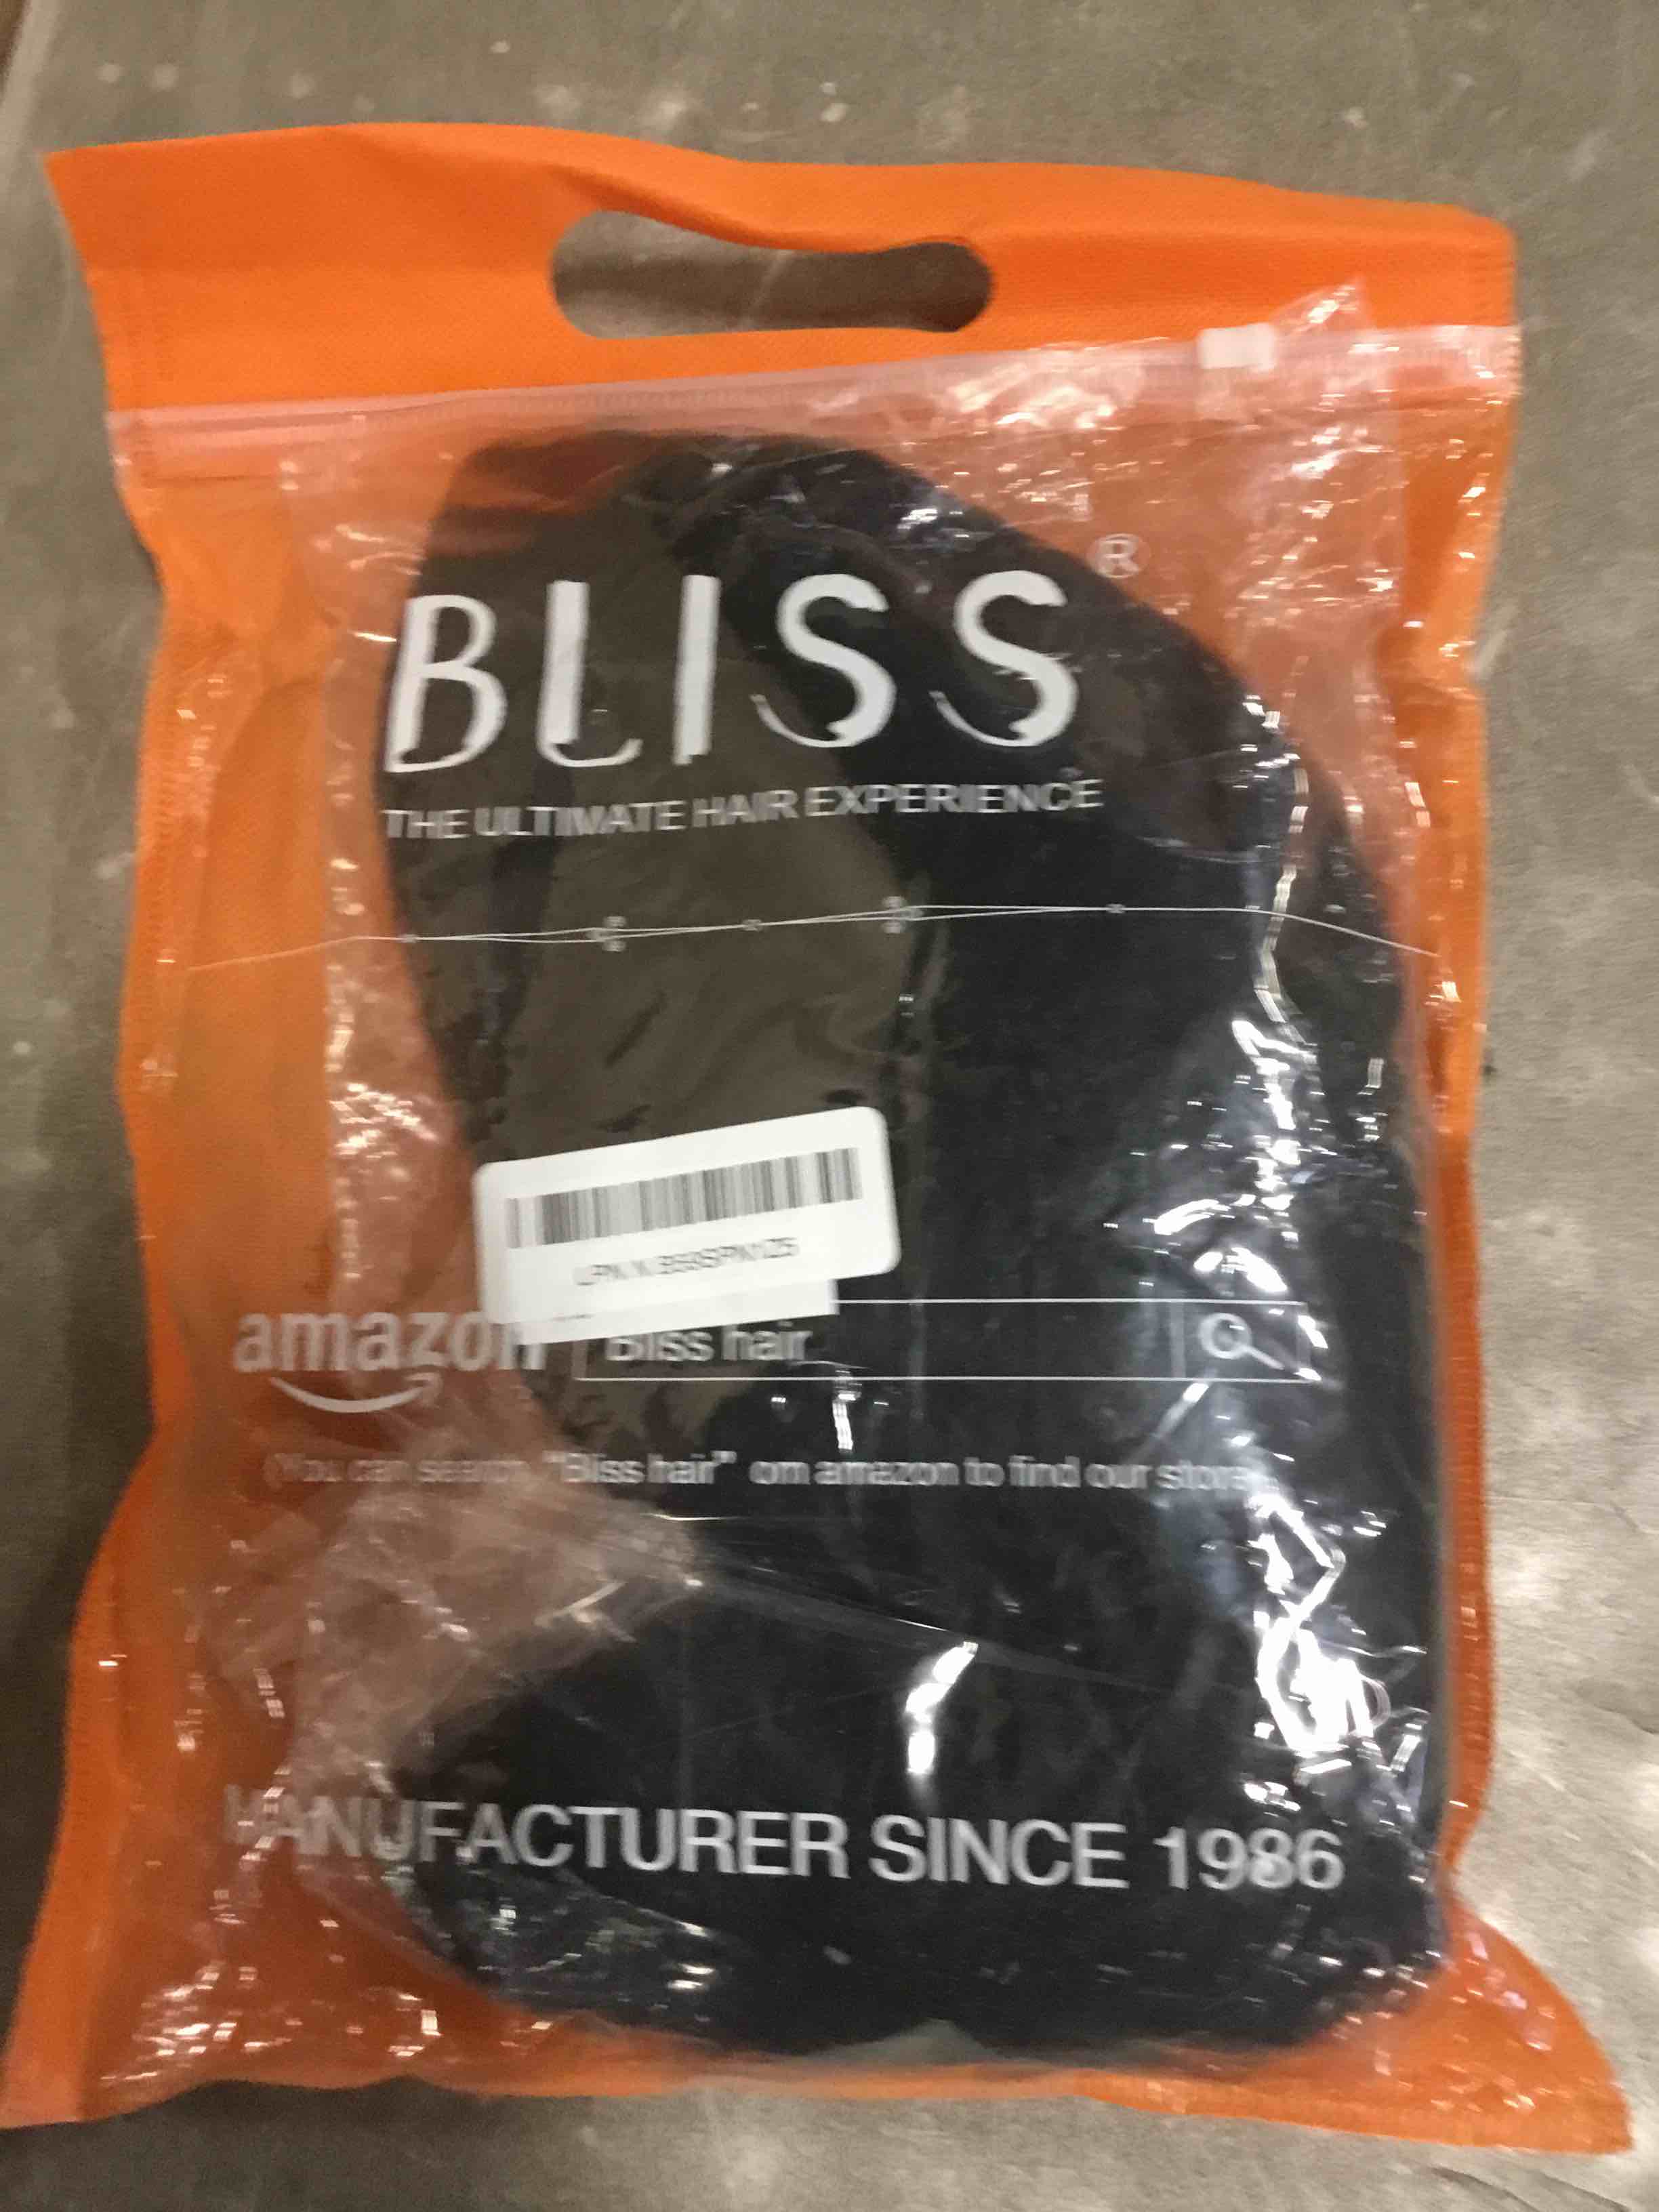 BLISS®
THE ULTIMATE HAIR EXPERIENCE
amazon Bliss hair
(You can search "Bliss hair" om amazon to find our store
MANUFACTURER SINCE 1986